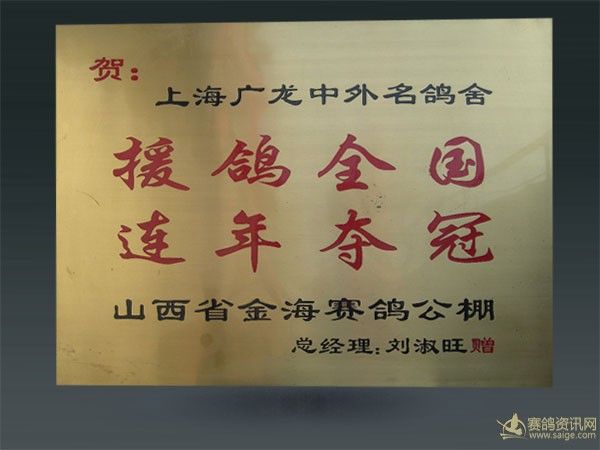 贺：
上海广龙中外名鸽舍
援鸽全国
连年夺冠
山西省金海赛鸽公棚
总经理：刘淑旺赠
赛鸽资讯网
www.saige.com